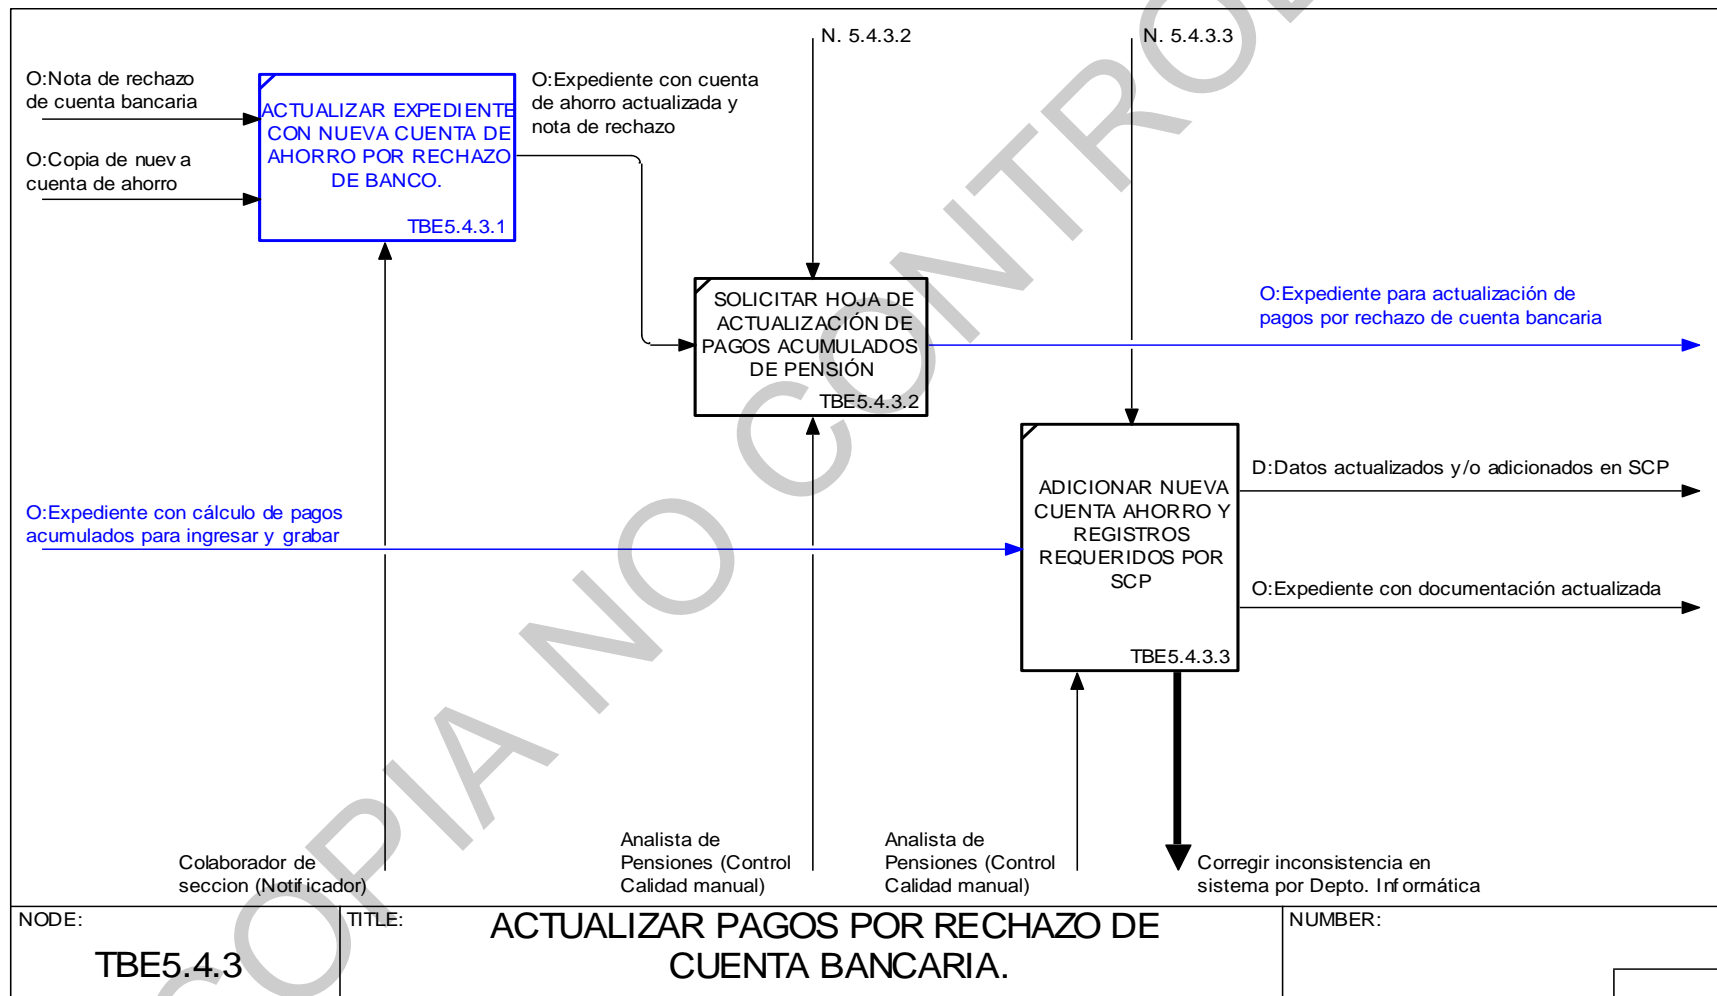 N. 5.4.3.2
N. 5.4.3.3
O:Nota de rechazo
de cuenta bancaria
O:Copia de nueva
cuenta de ahorro
ACTUALIZAR EXPEDIENTE
CON NUEVA CUENTA DE
AHORRO POR RECHAZO
DE BANCO.
TBE5.4.3.1
O:Expediente con cuenta
de ahorro actualizada y
nota de rechazo
SOLICITAR HOJA DE
ACTUALIZACIÓN DE
PAGOS ACUMULADOS
DE PENSIÓN
TBE5.4.3.2
O:Expediente para actualización de
pagos por rechazo de cuenta bancaria
O:Expediente con cálculo de pagos
acumulados para ingresar y grabar
ADICIONAR NUEVA
CUENTA AHORRO Y
REGISTROS
REQUERIDOS POR
SCP
TBE5.4.3.3
D:Datos actualizados y/o adicionados en SCP
O:Expediente con documentación actualizada
Colaborador de
seccion (Notificador)
Analista de
Pensiones (Control
Calidad manual)
Analista de
Pensiones (Control
Calidad manual)
Corregir inconsistencia en
sistema por Depto. Informática
NODE:
TBE5.4.3
TITLE:
ACTUALIZAR PAGOS POR RECHAZO DE
CUENTA BANCARIA.
NUMBER:
COPIA NO CONTROL